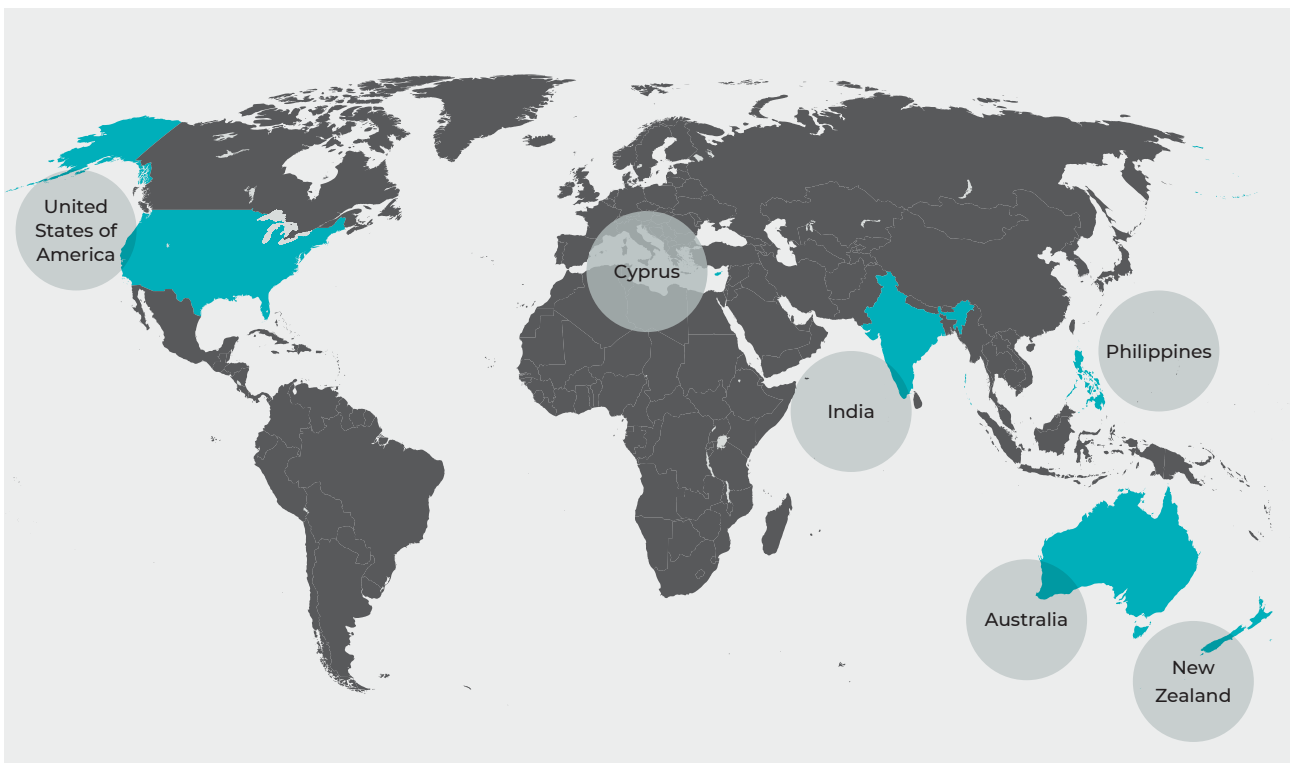 United
States of
America
Cyprus
Philippines
India
Australia
New
Zealand